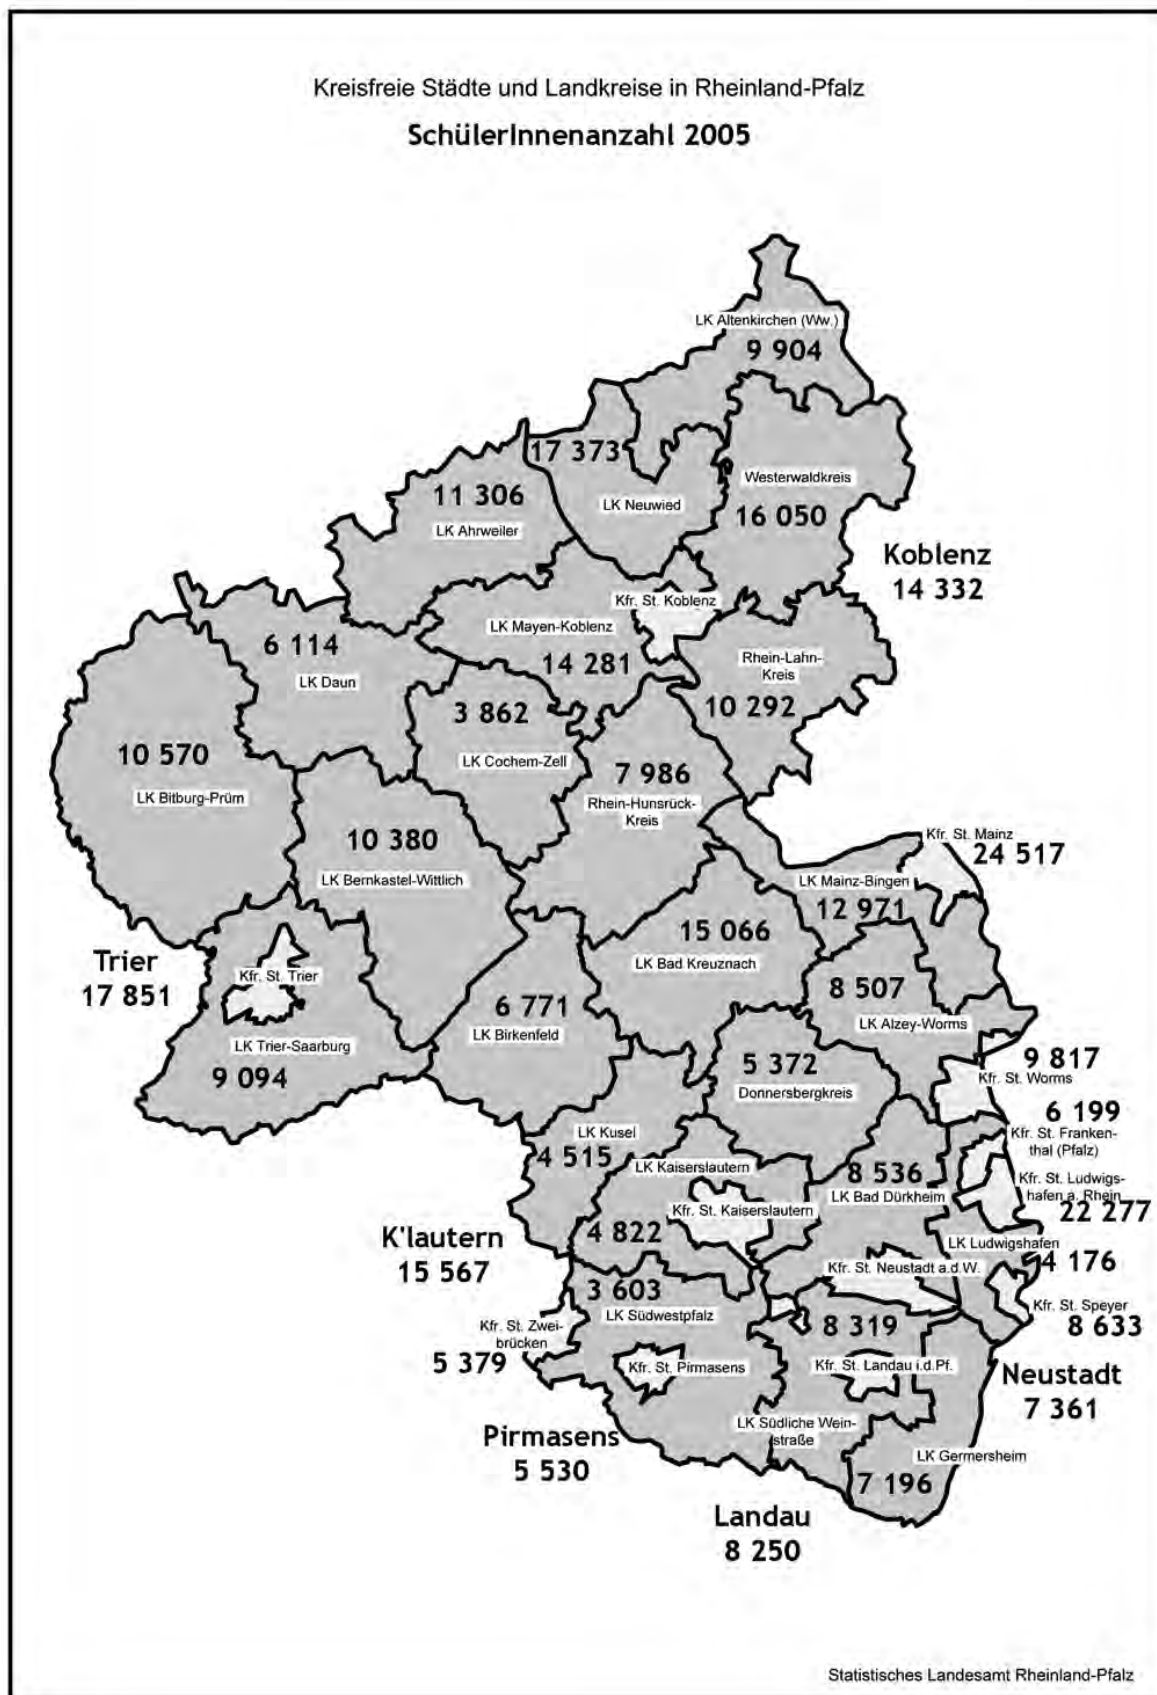 Kreisfreie Städte und Landkreise in Rheinland-Pfalz
SchülerInnenanzahl 2005
LK Altenkirchen (Ww.)
9 904
17 373
LK Neuwied
Westerwaldkreis
16 050
11 306
LK Ahrweiler
Koblenz
14 332
Kfr. St. Koblenz
LK Mayen-Koblenz
14 281
6 114
LK Daun
Rhein-Lahn-
Kreis
10 292
3 862
LK Cochem-Zell
10 570
LK Bitburg-Prüm
7 986
Rhein-Hunsrück-
Kreis
10 380
LK Bernkastel-Wittlich
Kfr. St. Mainz
24 517
LK Mainz-Bingen
12 971
15 066
LK Bad Kreuznach
Trier
17 851
Kfr. St. Trier
LK Trier-Saarburg
9 094
6 771
LK Birkenfeld
8 507
LK Alzey-Worms
5 372
Donnersbergkreis
9 817
Kfr. St. Worms
6 199
Kfr. St. Franken-
thal (Pfalz)
LK Kusel
4 515
LK Kaiserslautern
Kfr. St. Kaiserslautern
4 822
8 536
LK Bad Dürkheim
Kfr. St. Ludwigs-
hafen a. Rhein
22 277
K'lautern
15 567
LK Ludwigshafen
4 176
Kfr. St. Neustadt a.d.W.
3 603
LK Südwestpfalz
Kfr. St. Speyer
8 633
Kfr. St. Zwei-
brücken
5 379
8 319
Kfr. St. Pirmasens
Kfr. St. Landau i.d.Pf.
Neustadt
7 361
Pirmasens
5 530
LK Südliche Wein-
straße
LK Germersheim
7 196
Landau
8 250
Statistisches Landesamt Rheinland-Pfalz